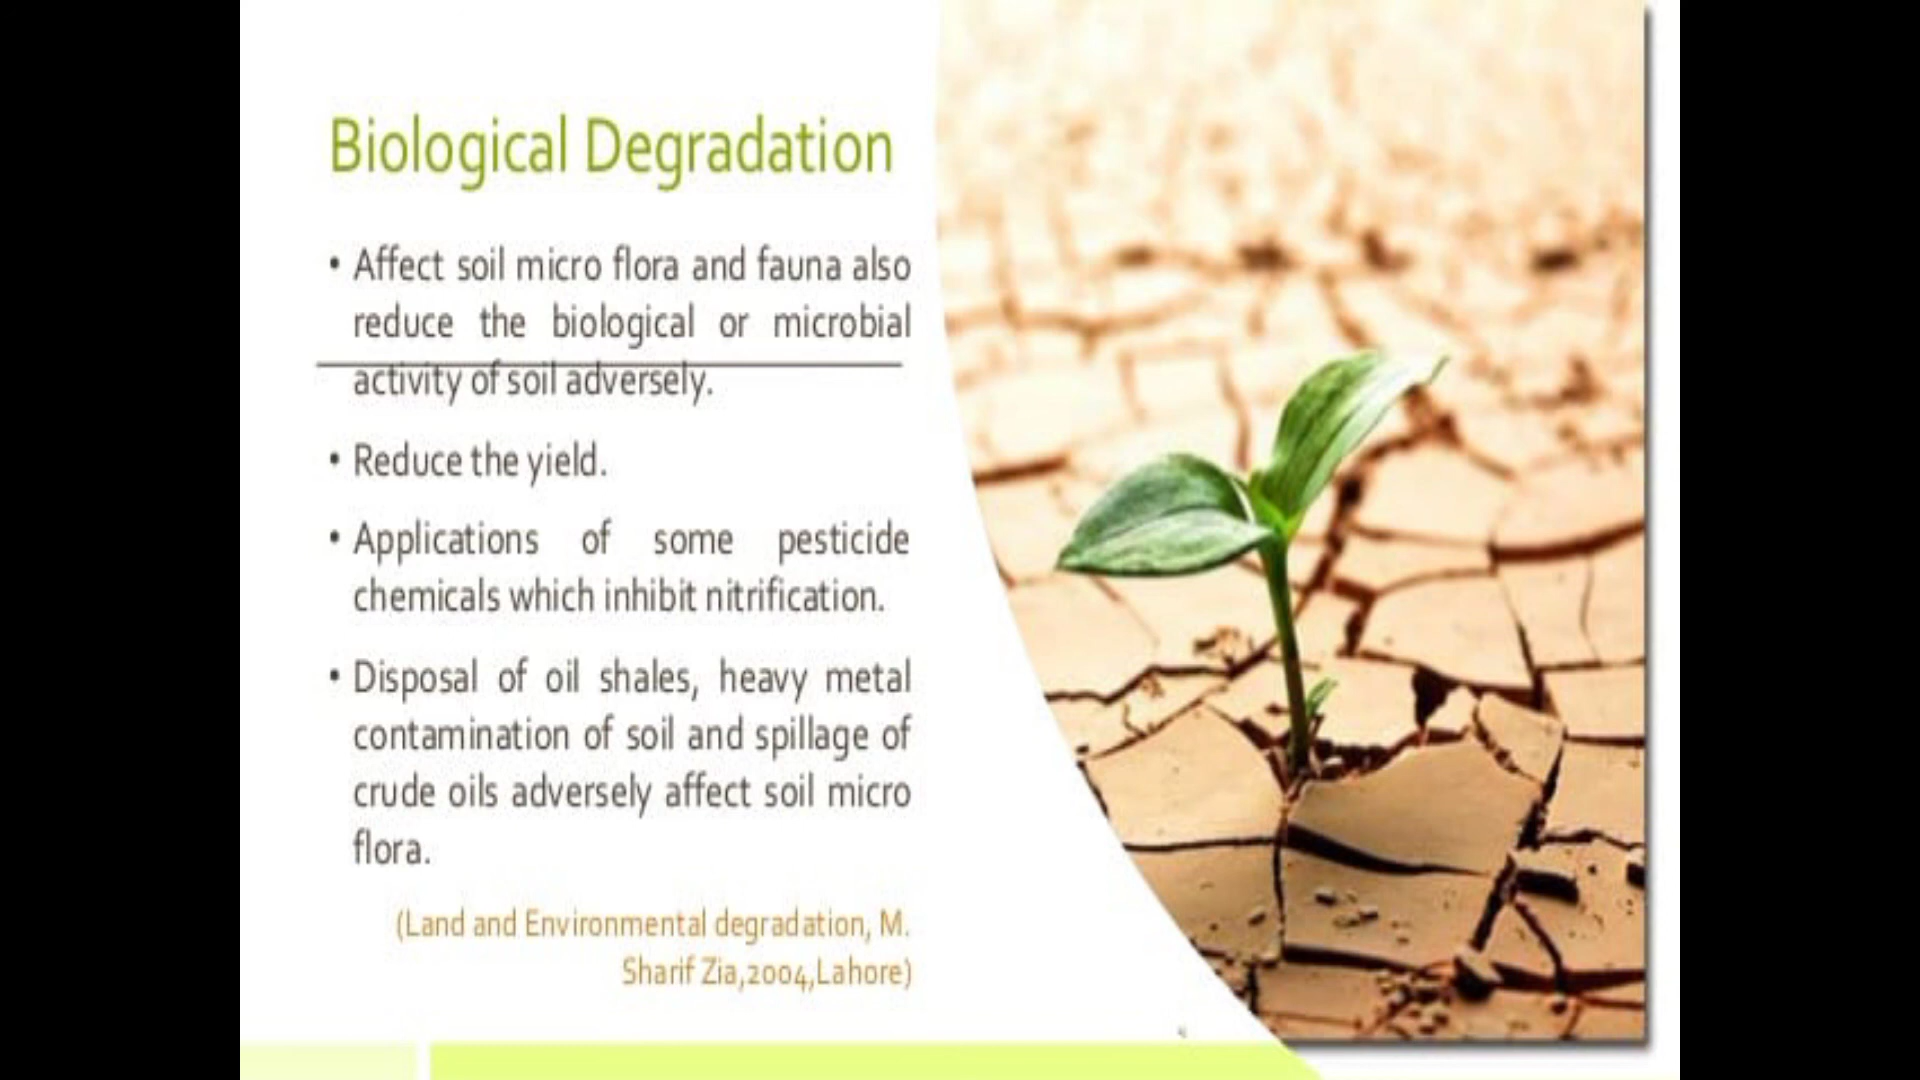 Biological Degradation
• Affect soil micro flora and fauna also
reduce the biological or microbial
activity of soil adversely.
• Reduce the yield.
• Applications of some pesticide
chemicals which inhibit nitrification.
• Disposal of oil shales, heavy metal
contamination of soil and spillage of
crude oils adversely affect soil micro
flora.
(Land and Environmental degradation, M.
Sharif Zia,2004,Lahore)